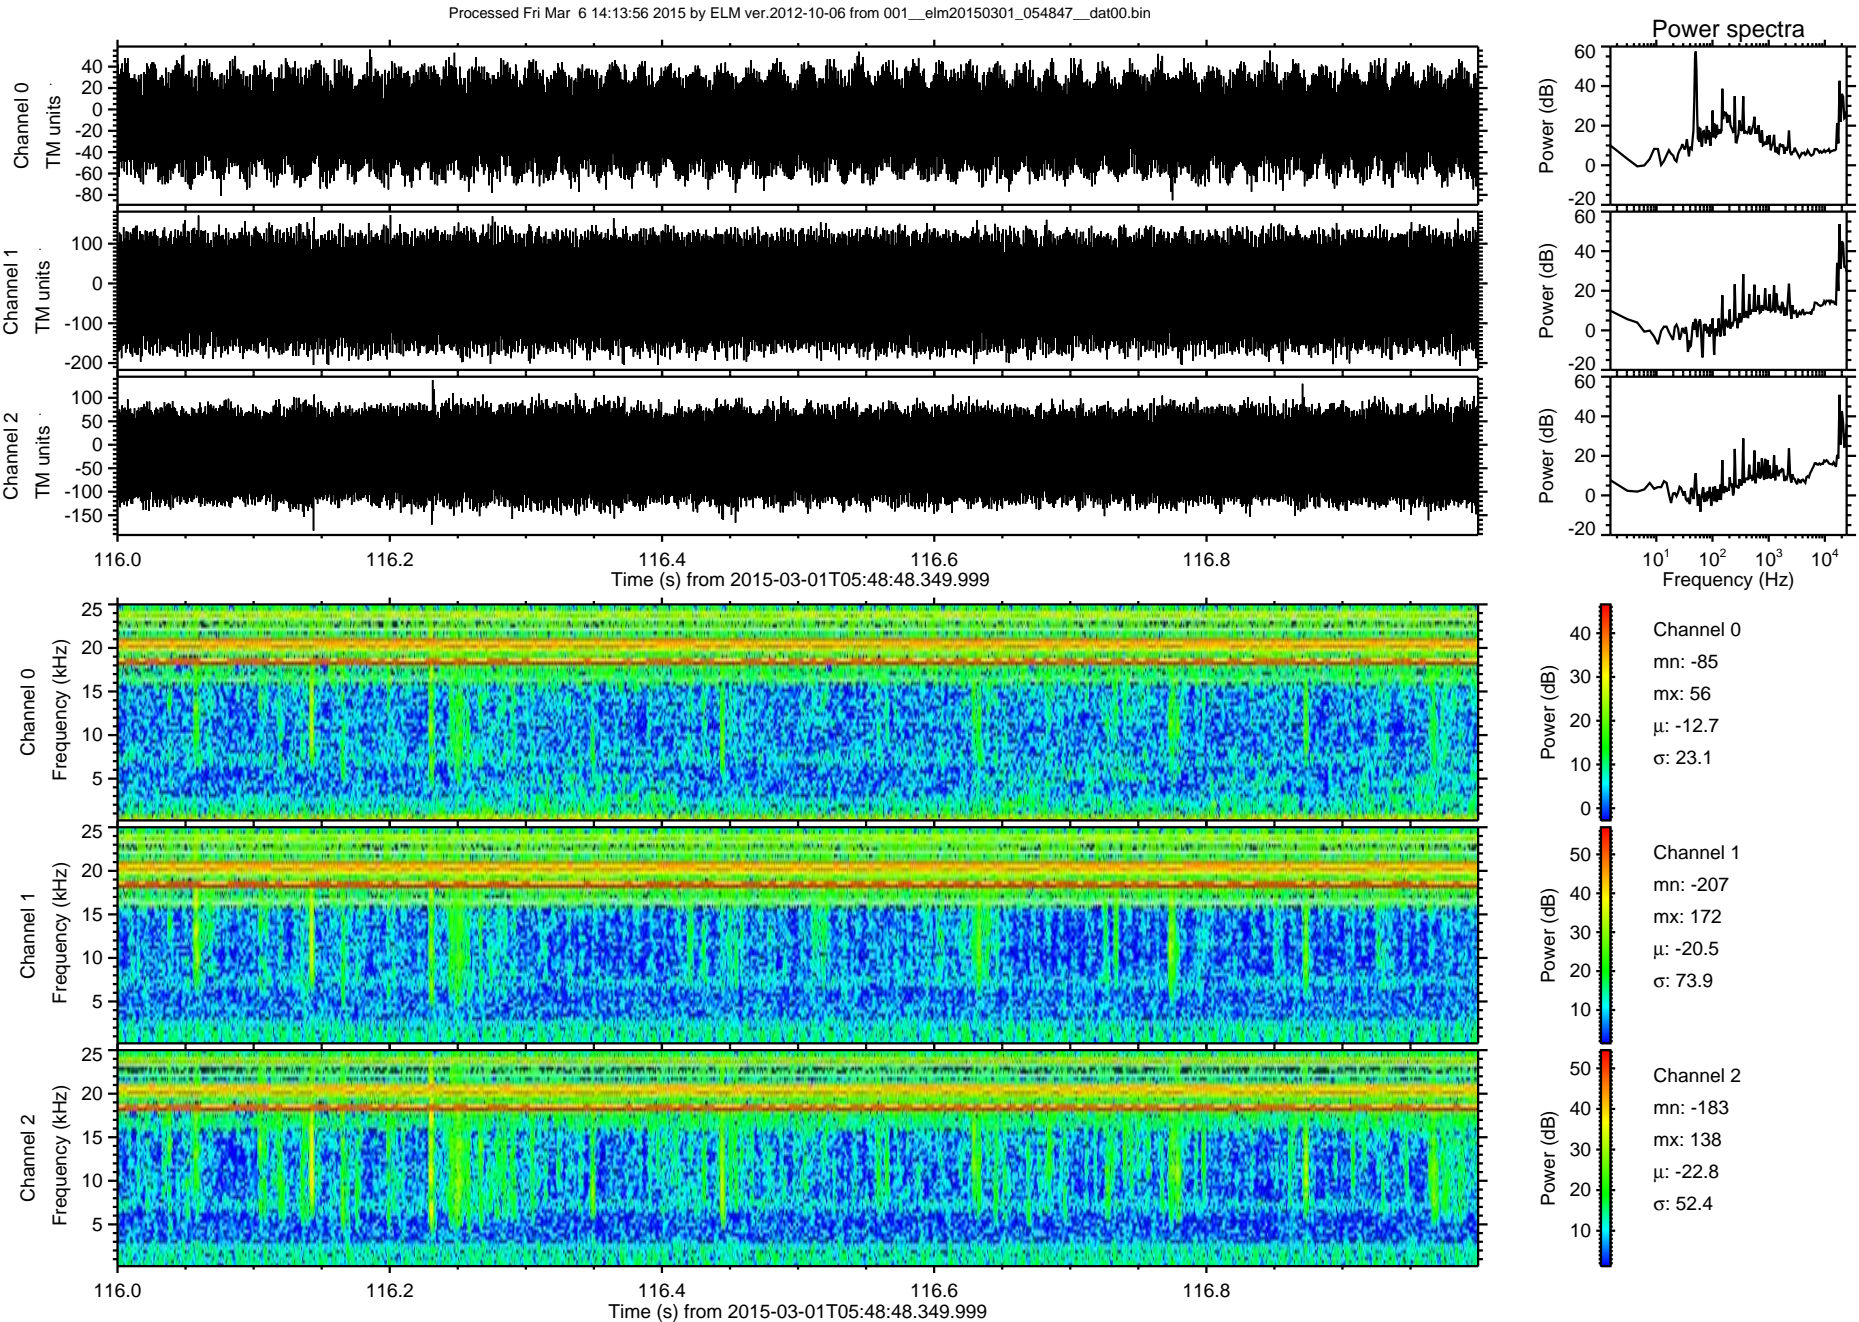 Processed Fri Mar  6 14:13:56 2015 by ELM ver.2012-10-06 from 001__elm20150301_054847__dat00.bin
Power spectra
Channel 0
TM units
40
20
0
-20
-40
-60
-80
Power (dB)
60
40
20
0
-20
Channel 1
TM units
100
0
-100
-200
Power (dB)
60
40
20
0
-20
Channel 2
TM units
100
50
0
-50
-100
-150
Power (dB)
60
40
20
0
-20
116.0 116.2 116.4 116.6 116.8
Time (s) from 2015-03-01T05:48:48.349.999
10¹ 10² 10³ 10⁴
Frequency (Hz)
Channel 0
Frequency (kHz)
25
20
15
10
5
Power (dB)
40
30
20
10
0
Channel 0
mn: -85
mx: 56
μ: -12.7
σ: 23.1
Channel 1
Frequency (kHz)
25
20
15
10
5
Power (dB)
50
40
30
20
10
Channel 1
mn: -207
mx: 172
μ: -20.5
σ: 73.9
Channel 2
Frequency (kHz)
25
20
15
10
5
Power (dB)
50
40
30
20
10
Channel 2
mn: -183
mx: 138
μ: -22.8
σ: 52.4
116.0 116.2 116.4 116.6 116.8
Time (s) from 2015-03-01T05:48:48.349.999